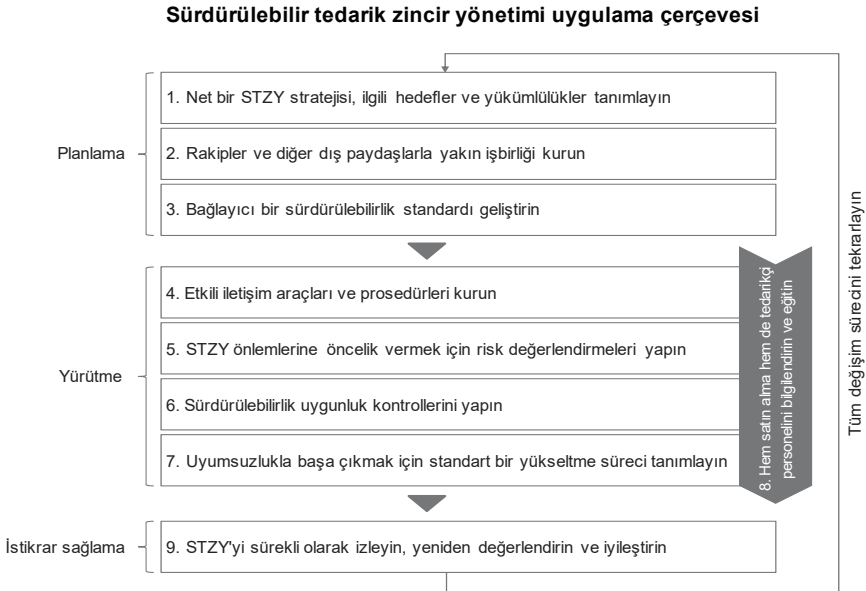 Sürdürülebilir tedarik zincir yönetimi uygulama çerçevesi
Planlama
1. Net bir STZY stratejisi, ilgili hedefler ve yükümlülükler tanımlayın
2. Rakipler ve diğer dış paydaşlarla yakın işbirliği kurun
3. Bağlayıcı bir sürdürülebilirlik standardı geliştirin
Yürütme
4. Etkili iletişim araçları ve prosedürleri kurun
5. STZY önlemlerine öncelik vermek için risk değerlendirmeleri yapın
6. Sürdürülebilirlik uygunluk kontrollerini yapın
7. Uyumsuzlukla başa çıkmak için standart bir yükseltme süreci tanımlayın
8. Hem satın alma hem de tedarikçi
personelini bilgilendirin ve eğitin
İstikrar sağlama
9. STZY'yi sürekli olarak izleyin, yeniden değerlendirin ve iyileştirin
Tüm değişim sürecini tekrarlayın